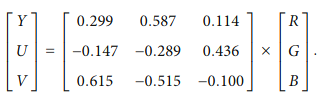 Y 0.299 0.587 0.114 R
U = -0.147 -0.289 0.436 × G .
V 0.615 -0.515 -0.100 B